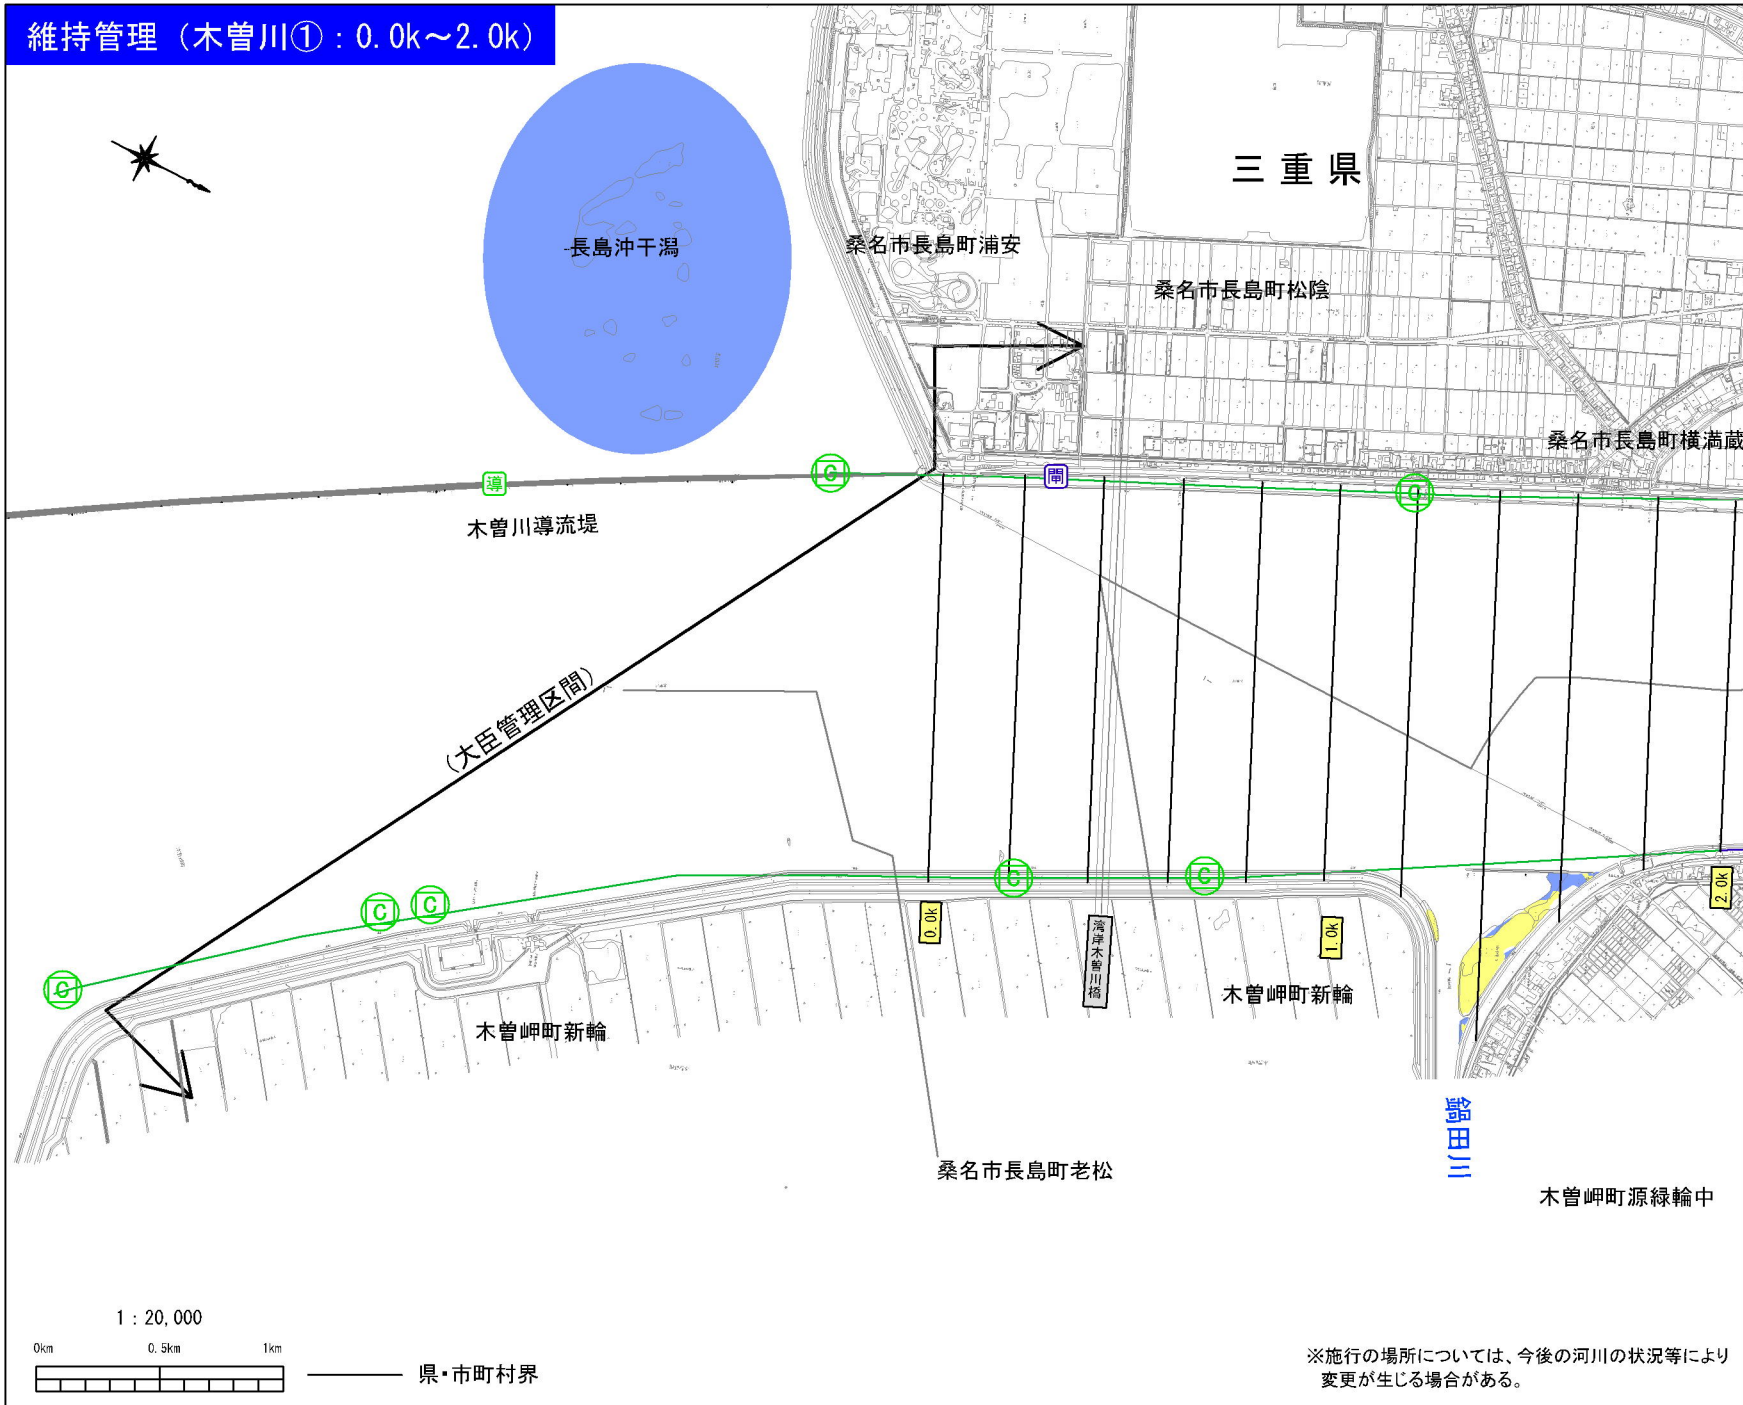 維持管理（木曽川①：0.0k～2.0k）
三重県
長島沖干潟
桑名市長島町浦安
桑名市長島町松陰
桑名市長島町横満蔵
導
C
閘
C
木曽川導流堤
（大臣管理区間）
C
C
C
C
C
0.0k
湾岸木曽川橋
1.0k
2.0k
木曽岬町新輪
木曽岬町新輪
鍋田川
桑名市長島町老松
木曽岬町源緑輪中
1：20,000
0km 0.5km 1km
県・市町村界
※施行の場所については、今後の河川の状況等により
変更が生じる場合がある。